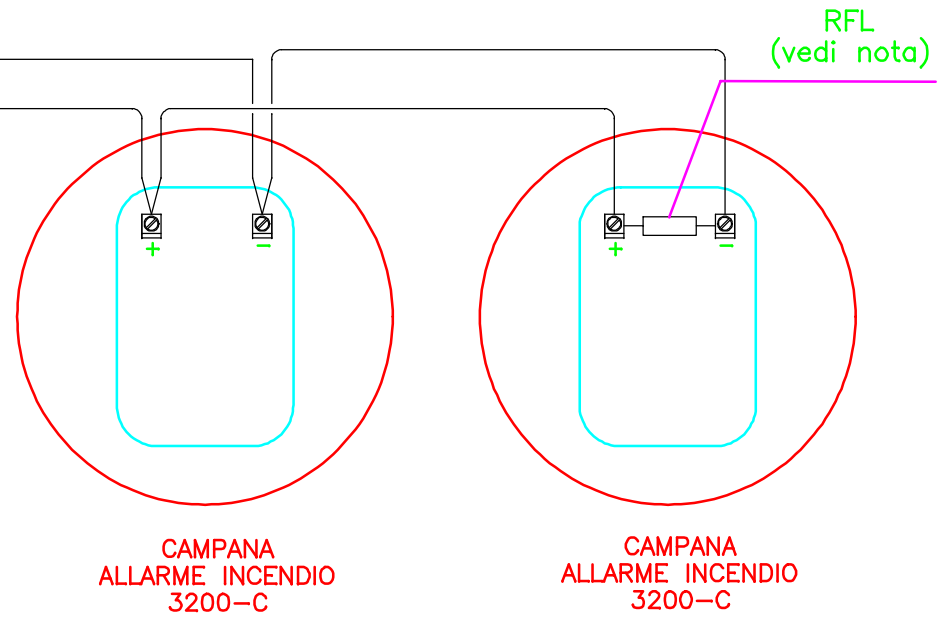 RFL
(vedi nota)
+ −
+ −
CAMPANA
ALLARME INCENDIO
3200−C
CAMPANA
ALLARME INCENDIO
3200−C